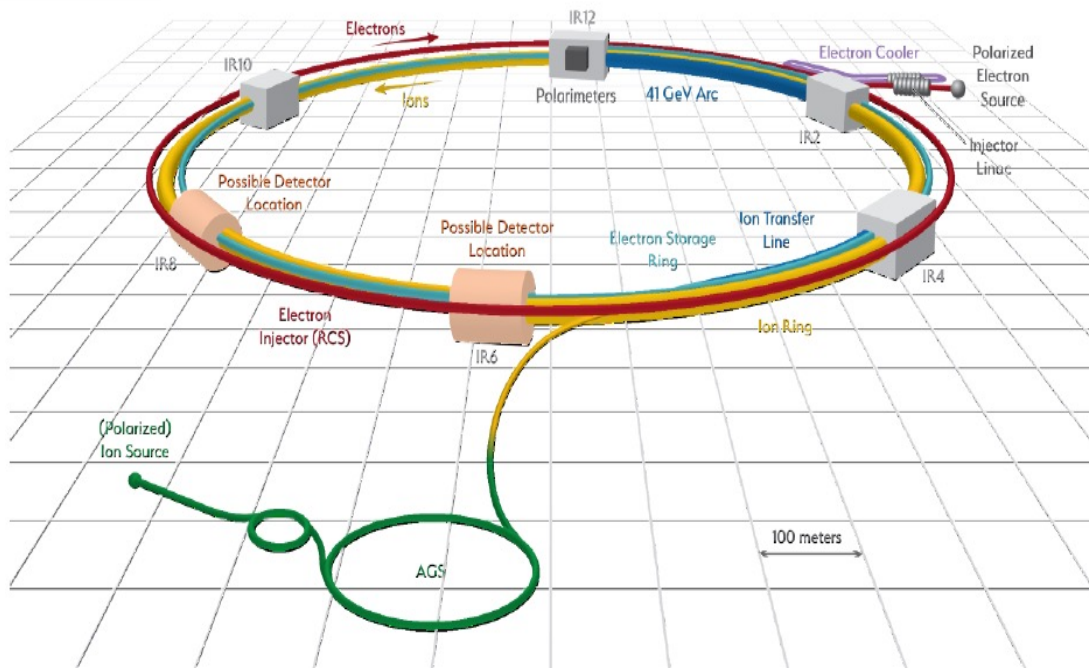 IR12
Electrons
Electron Cooler
Polarized
Electron
Source
IR10
Ions
Polarimeters
41 GeV Arc
IR2
Injector
Linac
Possible Detector
Location
Possible Detector
Location
Ion Transfer
Line
Electron Storage
Ring
IR8
IR4
Electron
Injector (RCS)
Ion Ring
IR6
(Polarized)
Ion Source
100 meters
AGS